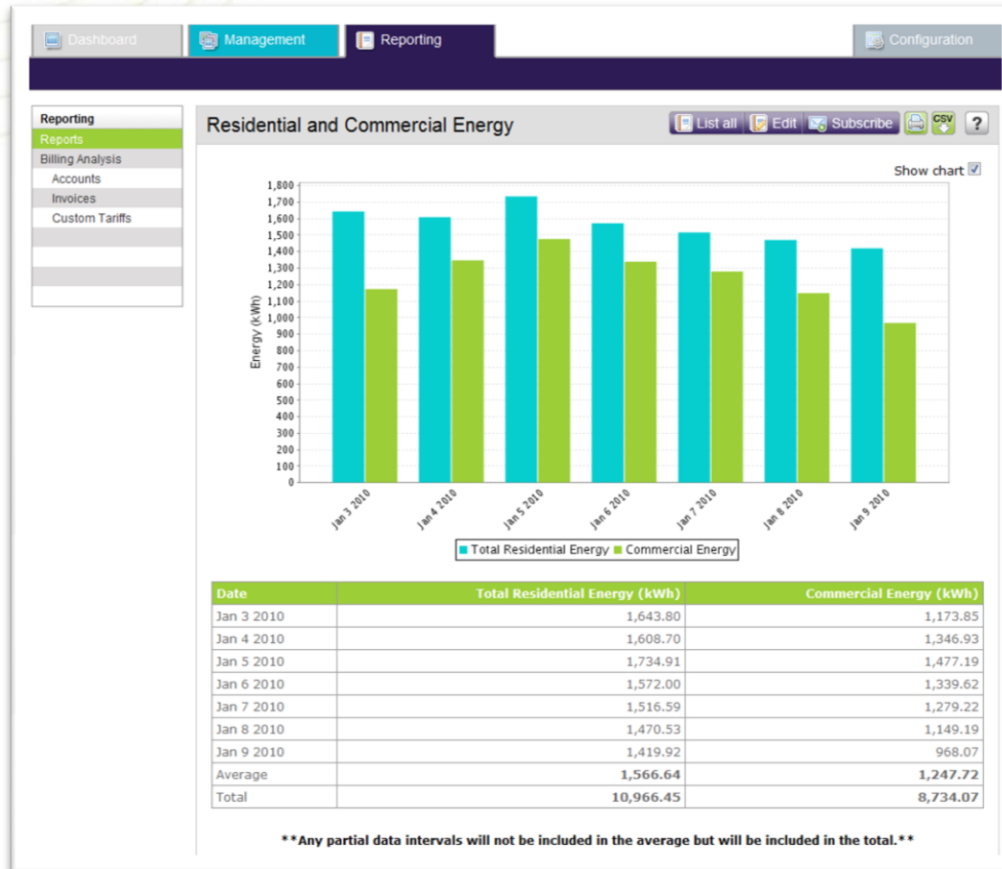 Dashboard Management Reporting Configuration
Reporting
Reports
Billing Analysis
Accounts
Invoices
Custom Tariffs
Residential and Commercial Energy List all Edit Subscribe CSV ?
Show chart
1,800
1,700
1,600
1,500
1,400
1,300
1,200
1,100
1,000
900
800
700
600
500
400
300
200
100
0
Energy (kWh)
Jan 3 2010 Jan 4 2010 Jan 5 2010 Jan 6 2010 Jan 7 2010 Jan 8 2010 Jan 9 2010
Total Residential Energy Commercial Energy
Date Total Residential Energy (kWh) Commercial Energy (kWh)
Jan 3 2010 1,643.80 1,173.85
Jan 4 2010 1,608.70 1,346.93
Jan 5 2010 1,734.91 1,477.19
Jan 6 2010 1,572.00 1,339.62
Jan 7 2010 1,516.59 1,279.22
Jan 8 2010 1,470.53 1,149.19
Jan 9 2010 1,419.92 968.07
Average 1,566.64 1,247.72
Total 10,966.45 8,734.07
**Any partial data intervals will not be included in the average but will be included in the total.**